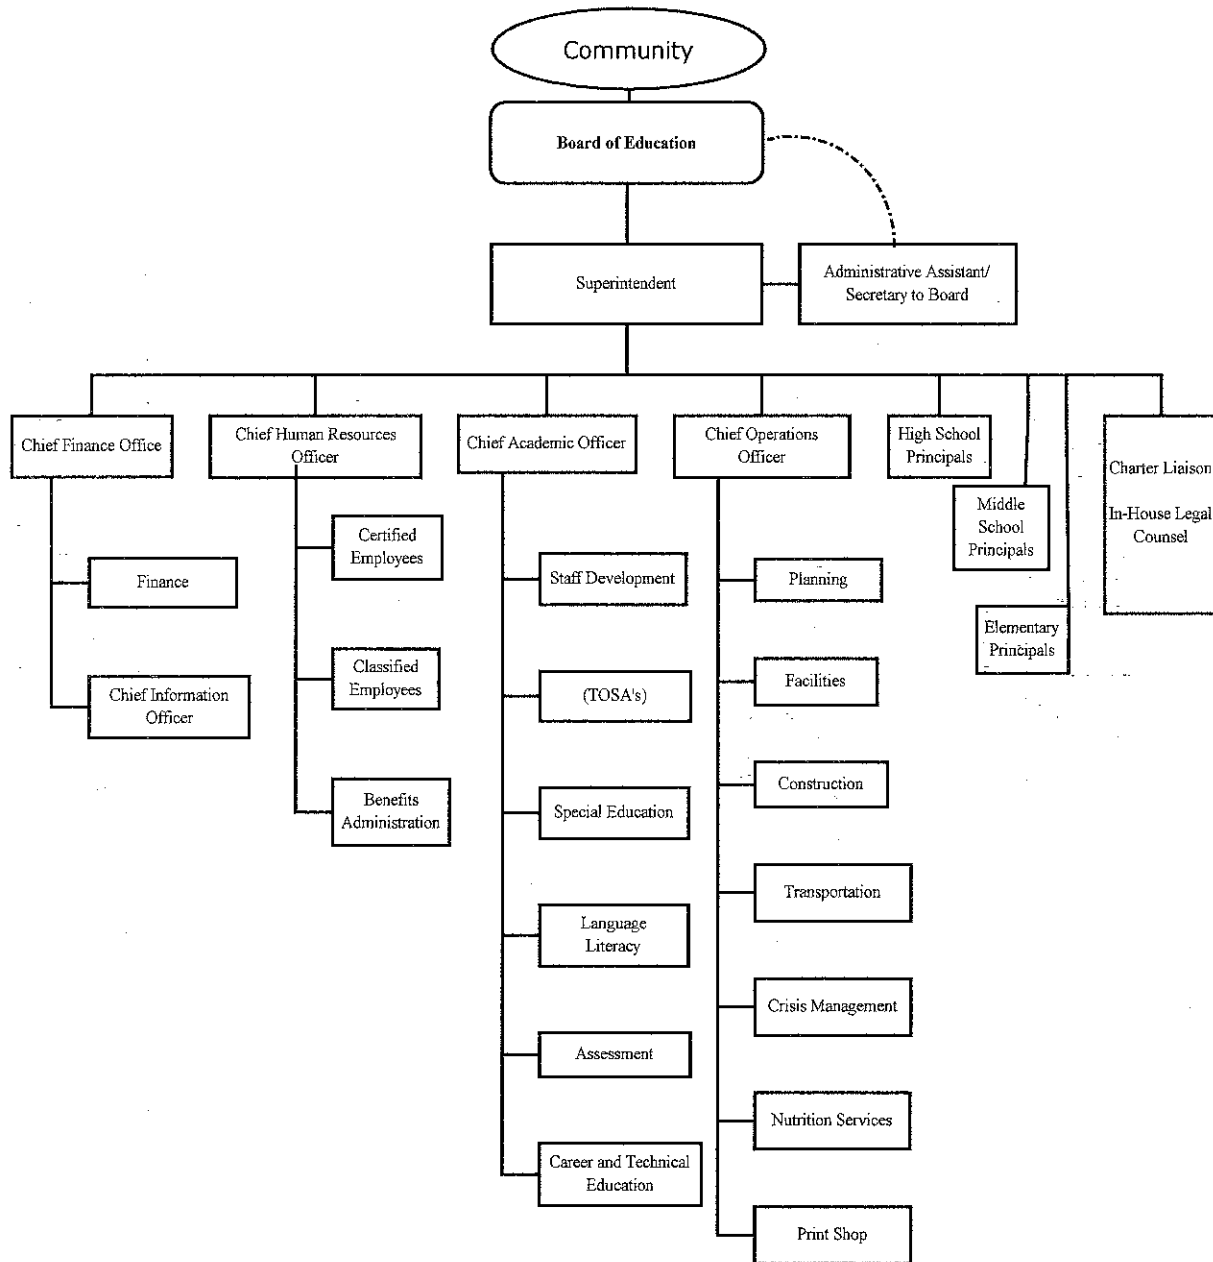 Community
Board of Education
Superintendent
Administrative Assistant/
Secretary to Board
Chief Finance Office
Chief Human Resources
Officer
Chief Academic Officer
Chief Operations
Officer
High School
Principals
Middle
School
Principals
Elementary
Principals
Charter Liaison
In-House Legal
Counsel
Finance
Chief Information
Officer
Certified
Employees
Classified
Employees
Benefits
Administration
Staff Development
(TOSA's)
Special Education
Language
Literacy
Assessment
Career and Technical
Education
Planning
Facilities
Construction
Transportation
Crisis Management
Nutrition Services
Print Shop